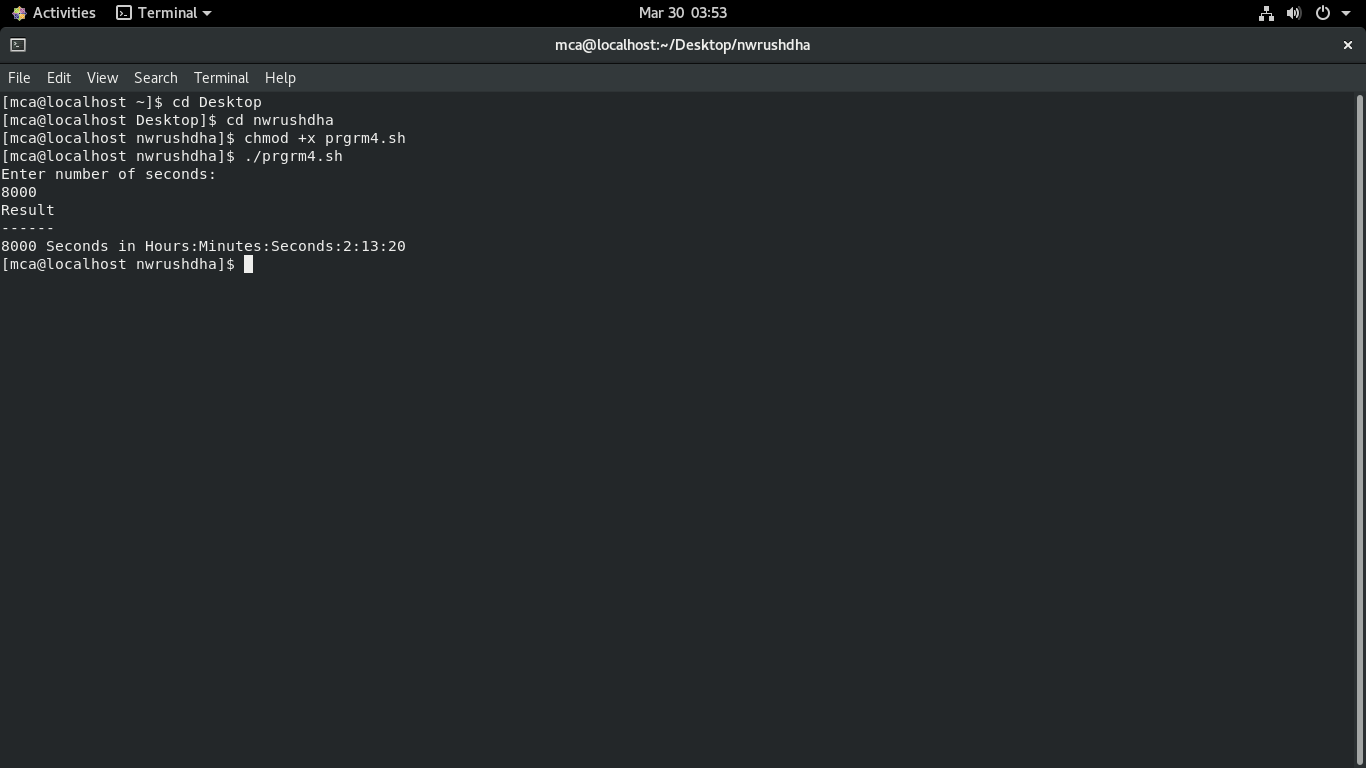 Activities Terminal Mar 30 03:53
mca@localhost:~/Desktop/nwrushdha
File Edit View Search Terminal Help
[mca@localhost ~]$ cd Desktop
[mca@localhost Desktop]$ cd nwrushdha
[mca@localhost nwrushdha]$ chmod +x prgrm4.sh
[mca@localhost nwrushdha]$ ./prgrm4.sh
Enter number of seconds:
8000
Result
------
8000 Seconds in Hours:Minutes:Seconds:2:13:20
[mca@localhost nwrushdha]$